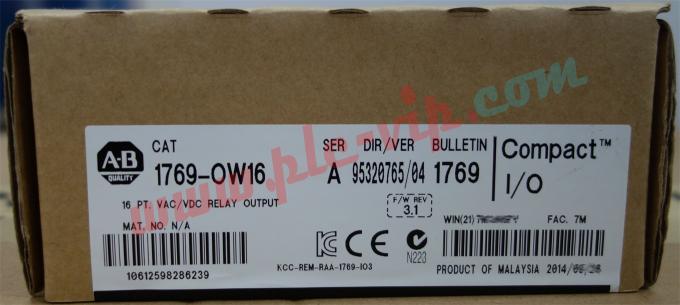 www.plc-vip.com
A-B
QUALITY
CAT
1769-OW16
SER DIR/VER BULLETIN
A 95320765/04 1769
Compact™
I/O
16 PT. VAC/VDC RELAY OUTPUT
MAT. NO. N/A
F/W REV
3.1
WIN(21) FAC. 7M
10612598286239
KCC-REM-RAA-1769-IO3
CE
N223
PRODUCT OF MALAYSIA 2014/